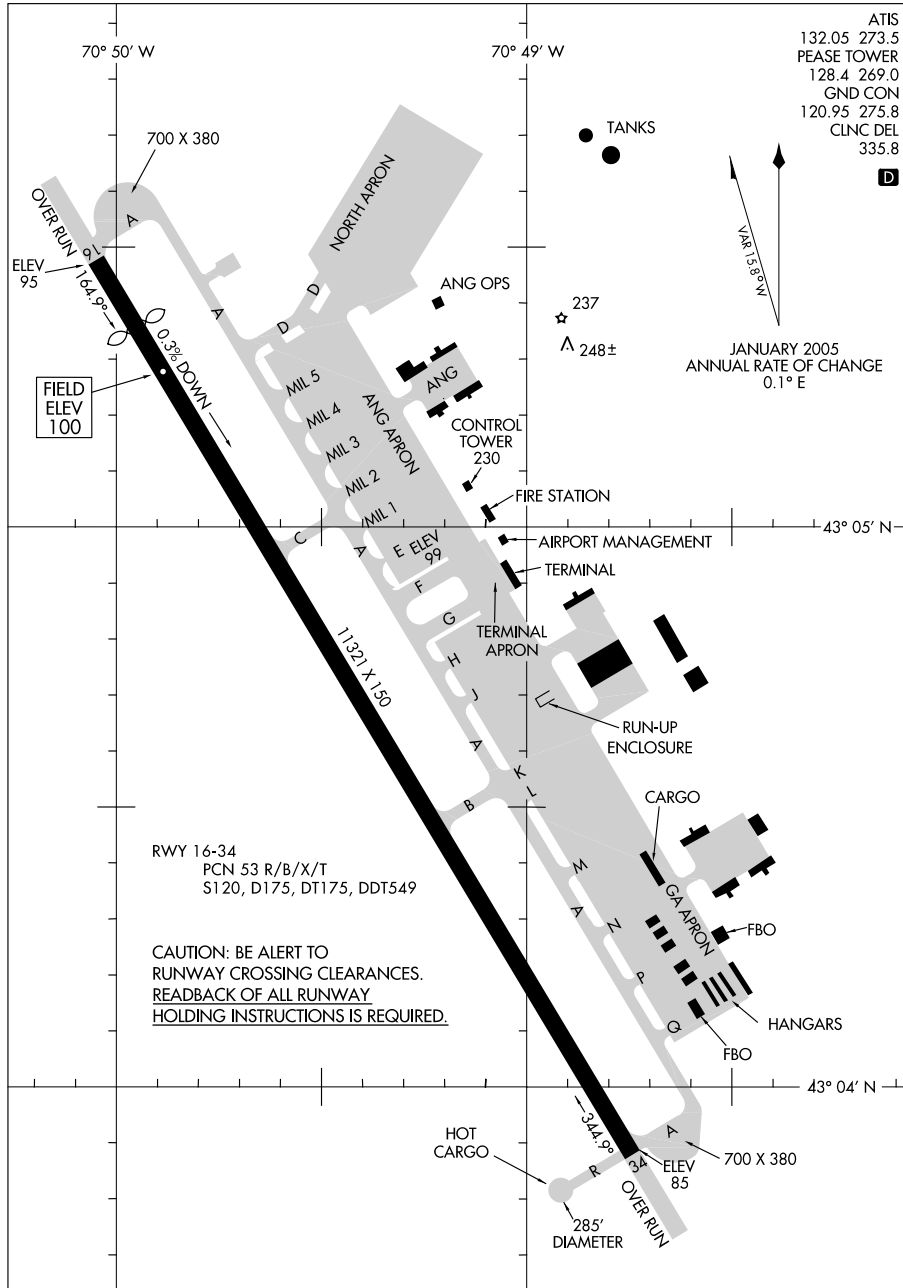 ATIS
132.05 273.5
PEASE TOWER
128.4 269.0
GND CON
120.95 275.8
CLNC DEL
335.8
D
70° 50' W
70° 49' W
TANKS
700 X 380
NORTH APRON
OVER RUN
A
16
ELEV
95
164.9°
VAR 15.8° W
JANUARY 2005
ANNUAL RATE OF CHANGE
0.1° E
ANG OPS
237
248±
A
D
D
0.3% DOWN
FIELD
ELEV
100
ANG
MIL 5
MIL 4
MIL 3
MIL 2
MIL 1
ANG APRON
CONTROL
TOWER
230
FIRE STATION
43° 05' N
AIRPORT MANAGEMENT
TERMINAL
C
A
E
ELEV
99
F
G
H
J
TERMINAL
APRON
11321 X 150
RUN-UP
ENCLOSURE
A
K
L
B
CARGO
RWY 16-34
PCN 53 R/B/X/T
S120, D175, DT175, DDT549
M
A
N
GA APRON
FBO
CAUTION: BE ALERT TO
RUNWAY CROSSING CLEARANCES.
READBACK OF ALL RUNWAY
HOLDING INSTRUCTIONS IS REQUIRED.
P
Q
HANGARS
FBO
43° 04' N
344.9°
HOT
CARGO
A
700 X 380
R
34
ELEV
85
OVER RUN
285'
DIAMETER